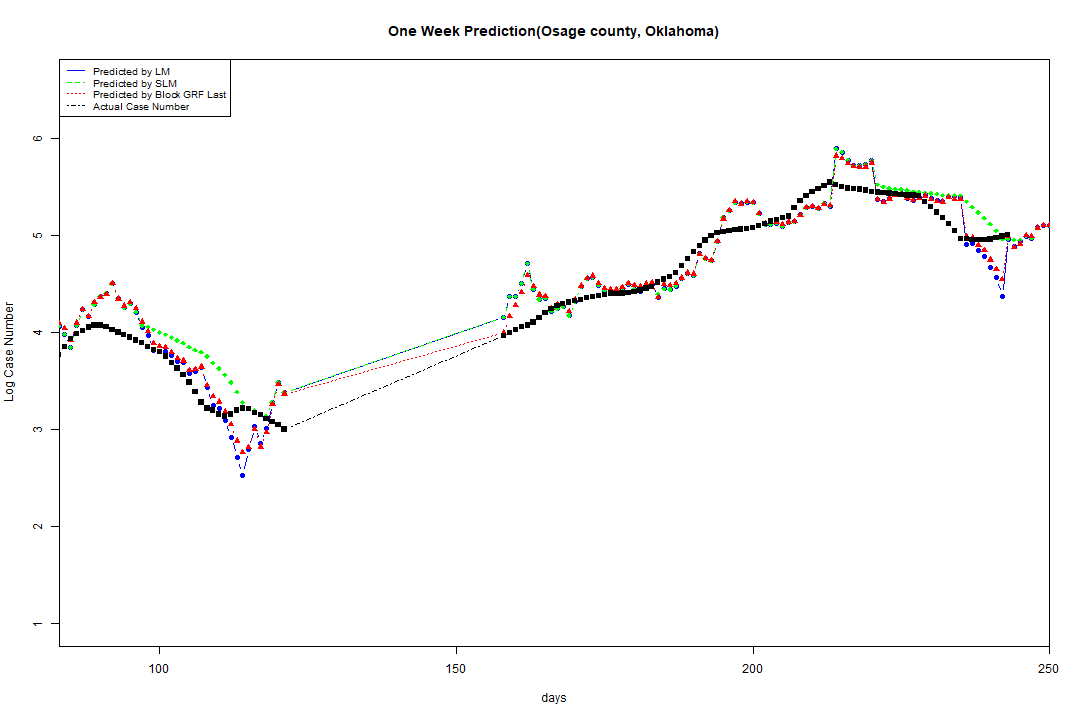 One Week Prediction(Osage county, Oklahoma)
Predicted by LM
Predicted by SLM
Predicted by Block GRF Last
Actual Case Number
6
5
4
3
2
1
Log Case Number
100
150
200
250
days